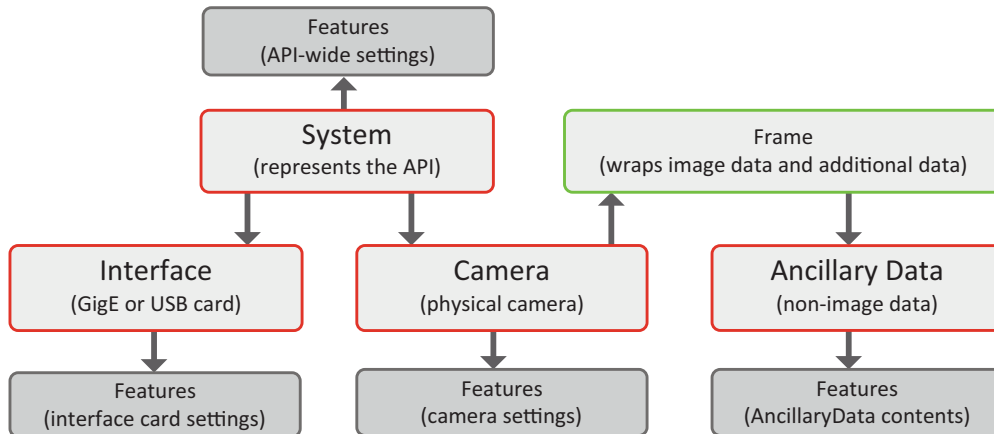 Features
(API-wide settings)
System
(represents the API)
Frame
(wraps image data and additional data)
Interface
(GigE or USB card)
Camera
(physical camera)
Ancillary Data
(non-image data)
Features
(interface card settings)
Features
(camera settings)
Features
(AncillaryData contents)